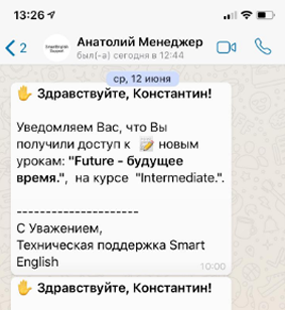 13:26
2
Анатолий Менеджер
был(-а) сегодня в 12:44
ср, 12 июня
✋ Здравствуйте, Константин!
Уведомляем Вас, что Вы
получили доступ к 📝 новым
урокам: "Future - будущее
время.", на курсе "Intermediate.".
--------------------
С Уважением,
Техническая поддержка Smart
English
10:00
✋ Здравствуйте, Константин!